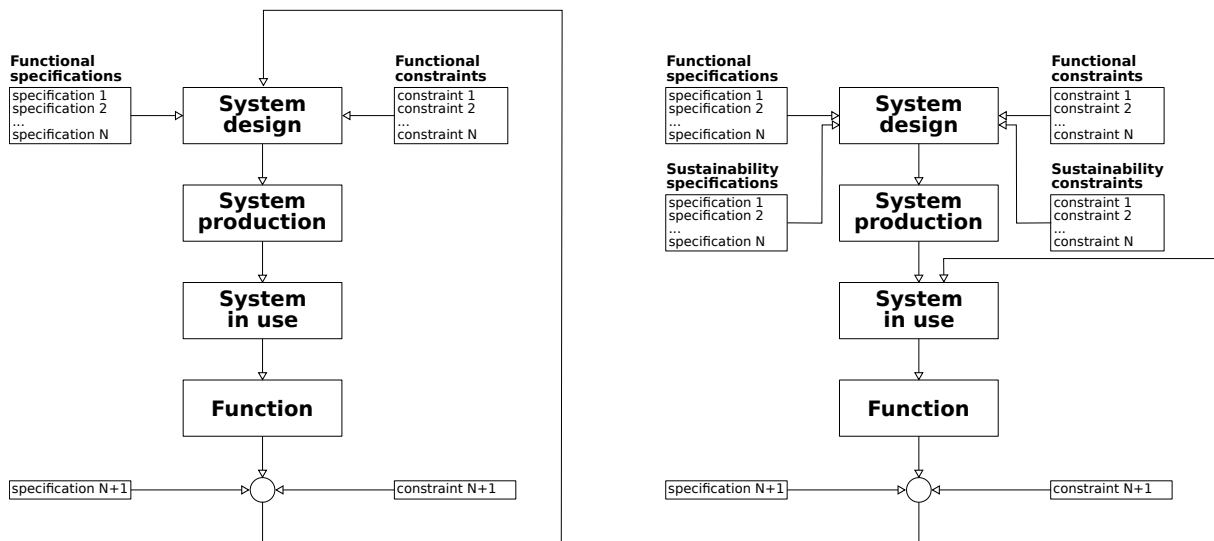 Functional
specifications
specification 1
specification 2
...
specification N
System
design
Functional
constraints
constraint 1
constraint 2
...
constraint N
System
production
System
in use
Function
specification N+1
constraint N+1
Functional
specifications
specification 1
specification 2
...
specification N
System
design
Functional
constraints
constraint 1
constraint 2
...
constraint N
Sustainability
specifications
specification 1
specification 2
...
specification N
System
production
Sustainability
constraints
constraint 1
constraint 2
...
constraint N
System
in use
Function
specification N+1
constraint N+1